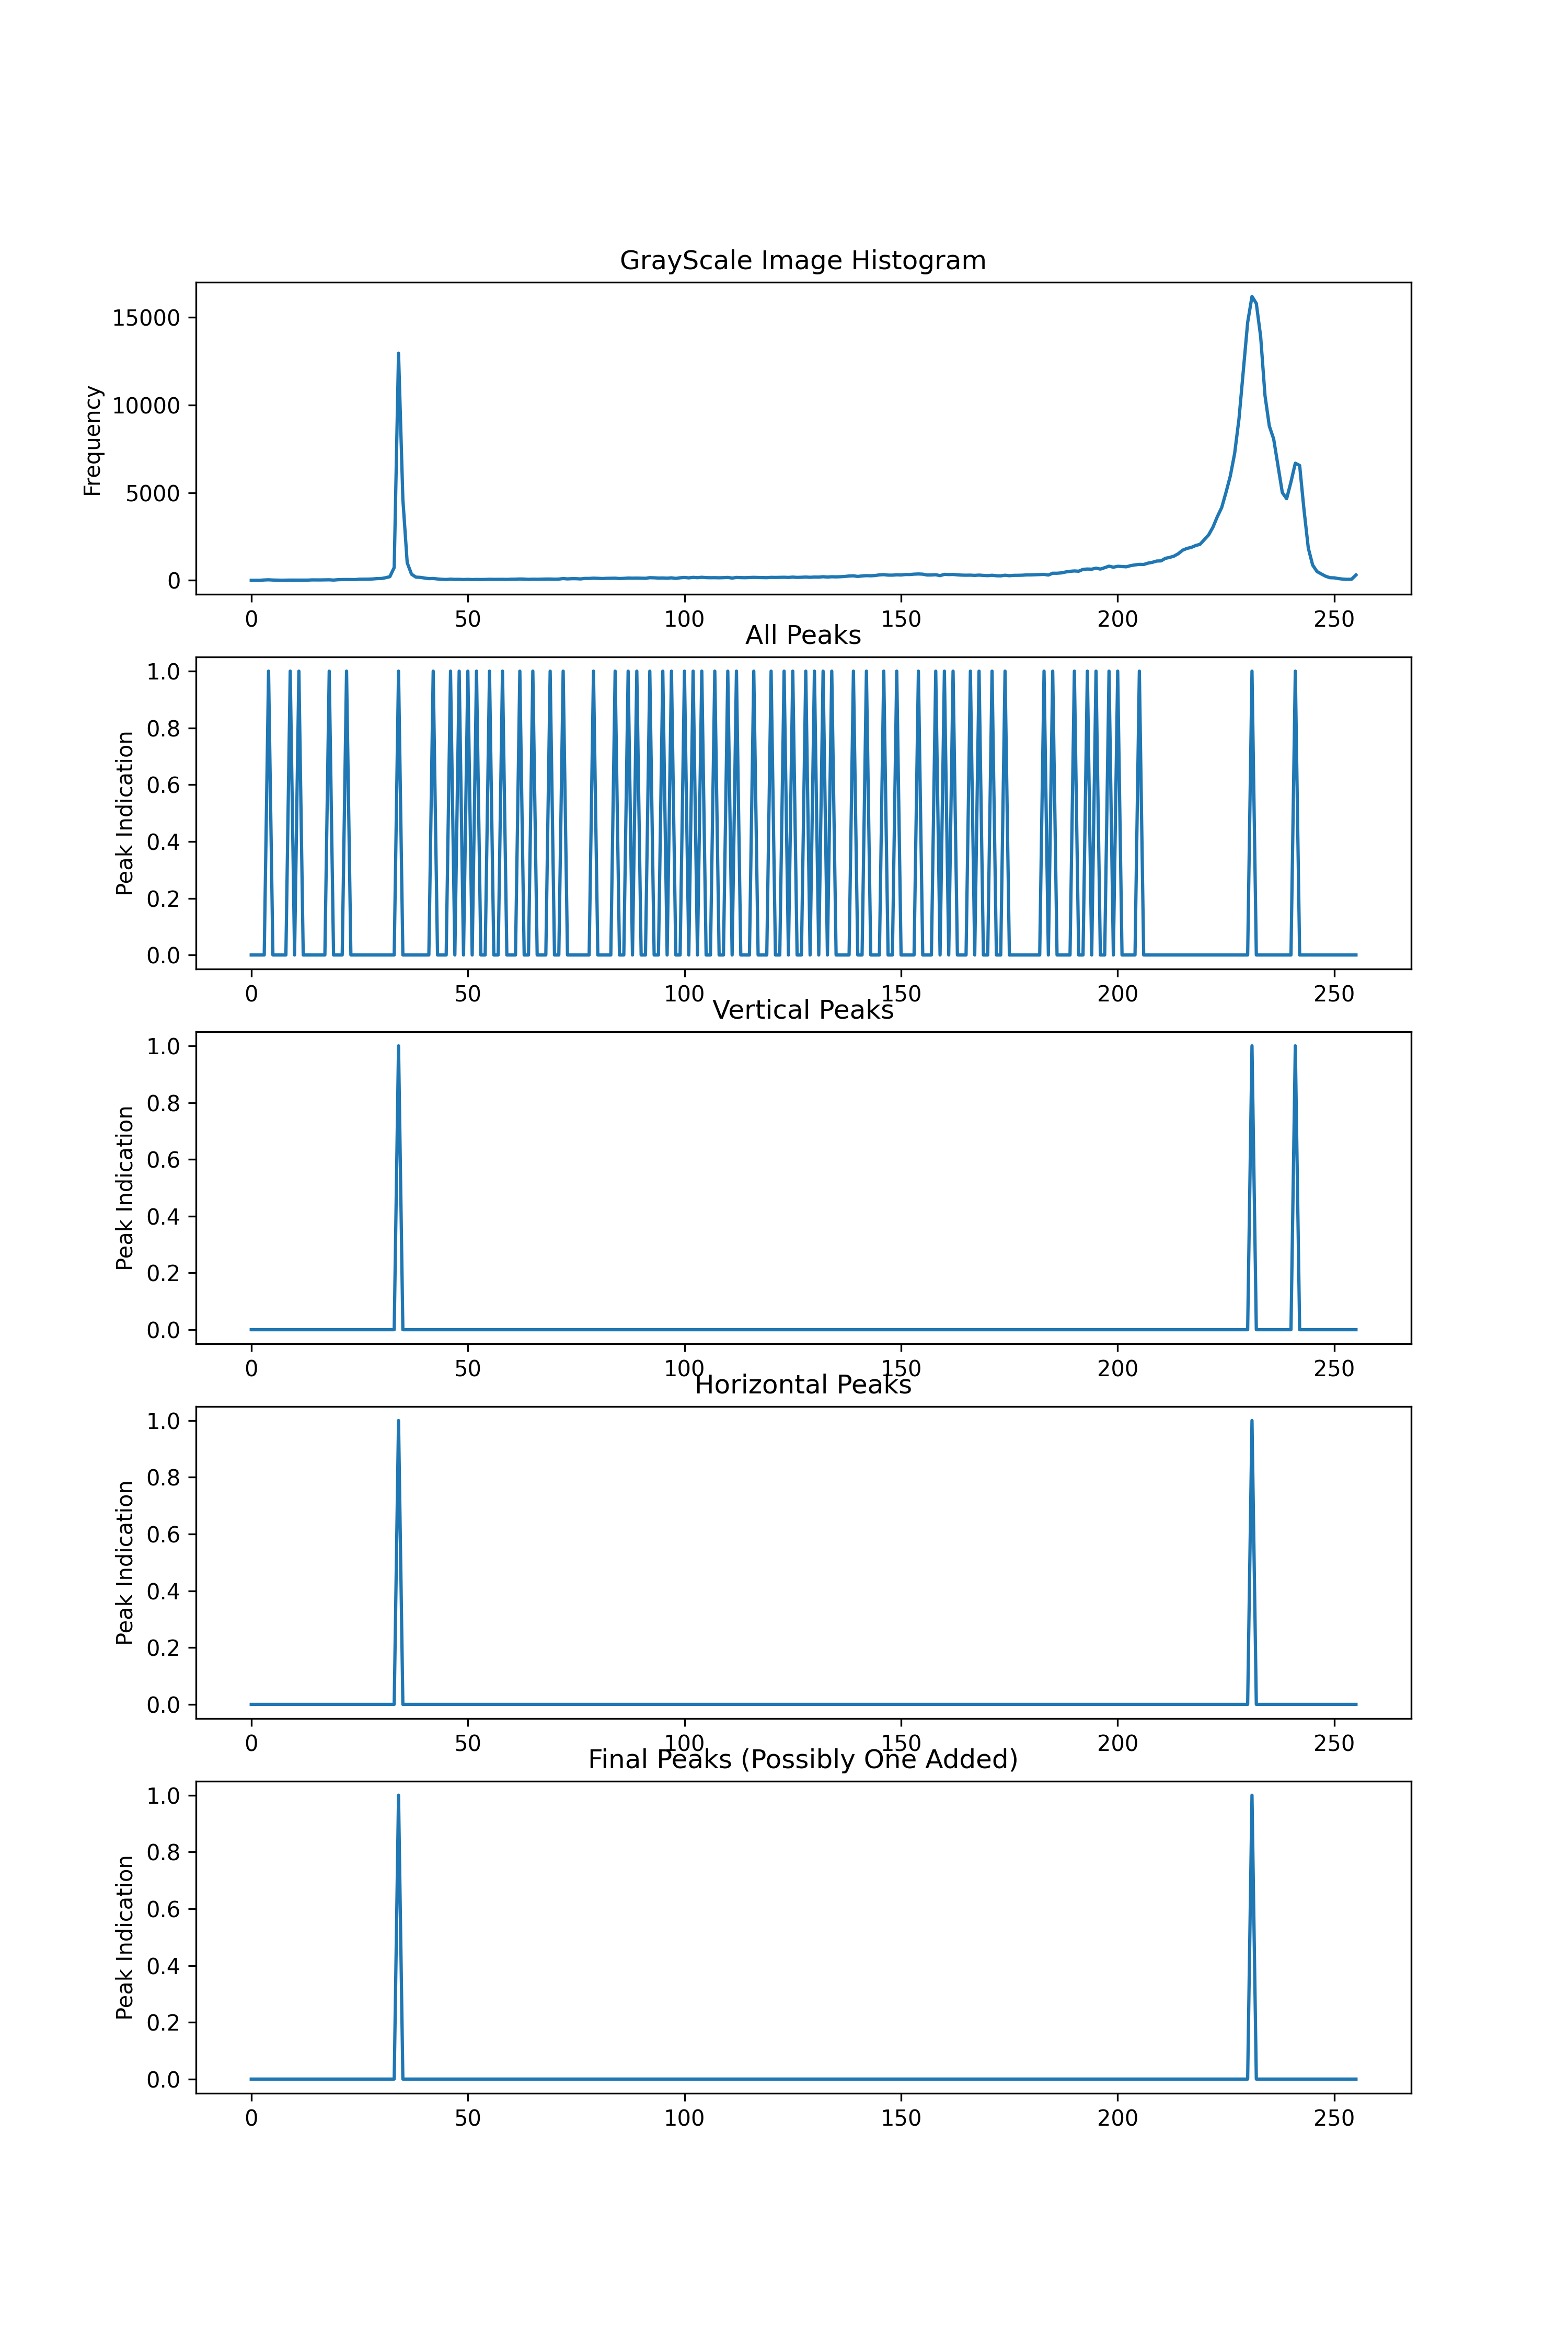 GrayScale Image Histogram
Frequency
15000
10000
5000
0
0 50 100 150 200 250
All Peaks
Peak Indication
1.0
0.8
0.6
0.4
0.2
0.0
0 50 100 150 200 250
Vertical Peaks
Peak Indication
1.0
0.8
0.6
0.4
0.2
0.0
0 50 100 150 200 250
Horizontal Peaks
Peak Indication
1.0
0.8
0.6
0.4
0.2
0.0
0 50 100 150 200 250
Final Peaks (Possibly One Added)
Peak Indication
1.0
0.8
0.6
0.4
0.2
0.0
0 50 100 150 200 250